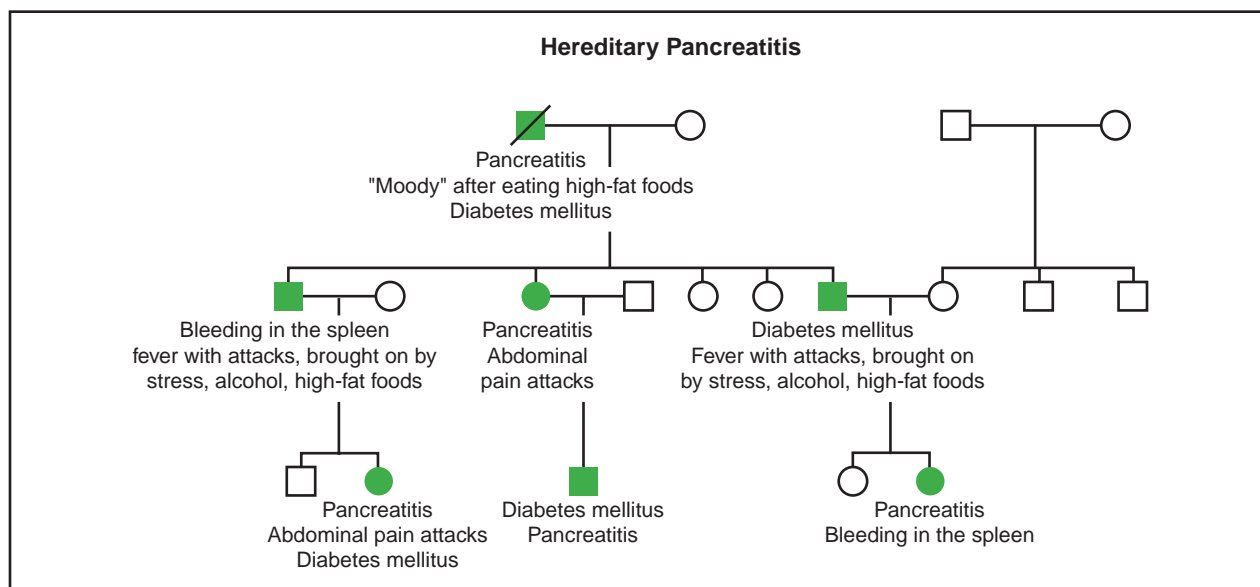 Hereditary Pancreatitis
Pancreatitis
"Moody" after eating high-fat foods
Diabetes mellitus
Bleeding in the spleen
fever with attacks, brought on by
stress, alcohol, high-fat foods
Pancreatitis
Abdominal
pain attacks
Diabetes mellitus
Fever with attacks, brought on
by stress, alcohol, high-fat foods
Pancreatitis
Abdominal pain attacks
Diabetes mellitus
Diabetes mellitus
Pancreatitis
Pancreatitis
Bleeding in the spleen